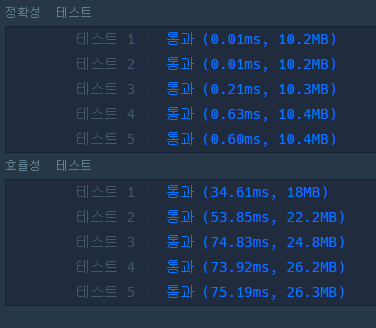 정확성 테스트
테스트 1 > 통과 (0.01ms, 10.2MB)
테스트 2 > 통과 (0.01ms, 10.2MB)
테스트 3 > 통과 (0.21ms, 10.3MB)
테스트 4 > 통과 (0.63ms, 10.4MB)
테스트 5 > 통과 (0.60ms, 10.4MB)
효율성 테스트
테스트 1 > 통과 (34.61ms, 18MB)
테스트 2 > 통과 (53.85ms, 22.2MB)
테스트 3 > 통과 (74.83ms, 24.8MB)
테스트 4 > 통과 (73.92ms, 26.2MB)
테스트 5 > 통과 (75.19ms, 26.3MB)